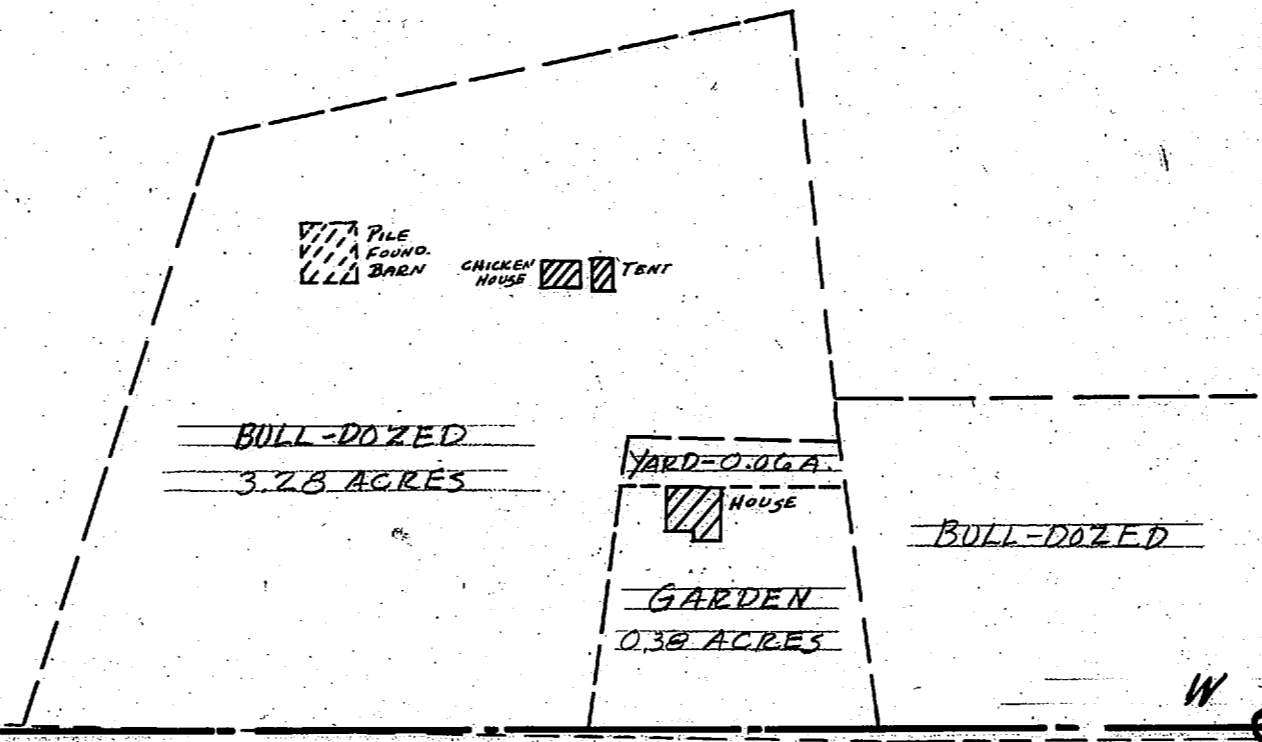 PILE
FOUND.
BARN
CHICKEN
HOUSE
TENT
BULL-DOZED
3.28 ACRES
YARD-0.06 A.
HOUSE
BULL-DOZED
GARDEN
0.38 ACRES
W